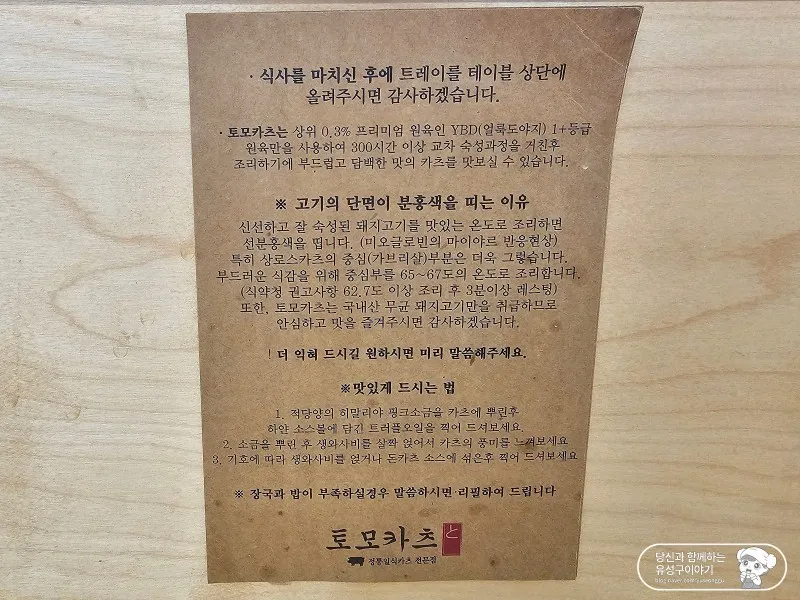 · 식사를 마치신 후에 트레이를 테이블 상단에
올려주시면 감사하겠습니다.
· 토모카츠는 상위 0.3% 프리미엄 원육인 YBD(얼룩도야지) 1+등급
원육만을 사용하여 300시간 이상 교차 숙성과정을 거친후
조리하기에 부드럽고 담백한 맛의 카츠를 맛보실 수 있습니다.
※ 고기의 단면이 분홍색을 띠는 이유
신선하고 잘 숙성된 돼지고기를 맛있는 온도로 조리하면
선분홍색을 띱니다. (미오글로빈의 마이야르 반응현상)
특히 상로스카츠의 중심(가브리살)부분은 더욱 그렇습니다.
부드러운 식감을 위해 중심부를 65~67도의 온도로 조리합니다.
(식약청 권고사항 62.7도 이상 조리 후 3분이상 레스팅)
또한, 토모카츠는 국내산 무균 돼지고기만을 취급하므로
안심하고 맛을 즐겨주시면 감사하겠습니다.
! 더 익혀 드시길 원하시면 미리 말씀해주세요.
※맛있게 드시는 법
1. 적당양의 히말리야 핑크소금을 카츠에 뿌린후
하얀 소스볼에 담긴 트러플오일을 찍어 드셔보세요.
2. 소금을 뿌린 후 생와사비를 살짝 얹어서 카츠의 풍미를 느껴보세요
3. 기호에 따라 생와사비를 얹거나 돈카츠 소스에 섞은후 찍어 드셔보세요
※ 장국과 밥이 부족하실경우 말씀하시면 리필하여 드립니다
토모카츠 と
정통일식카츠 전문점
당신과 함께하는
유성구이야기